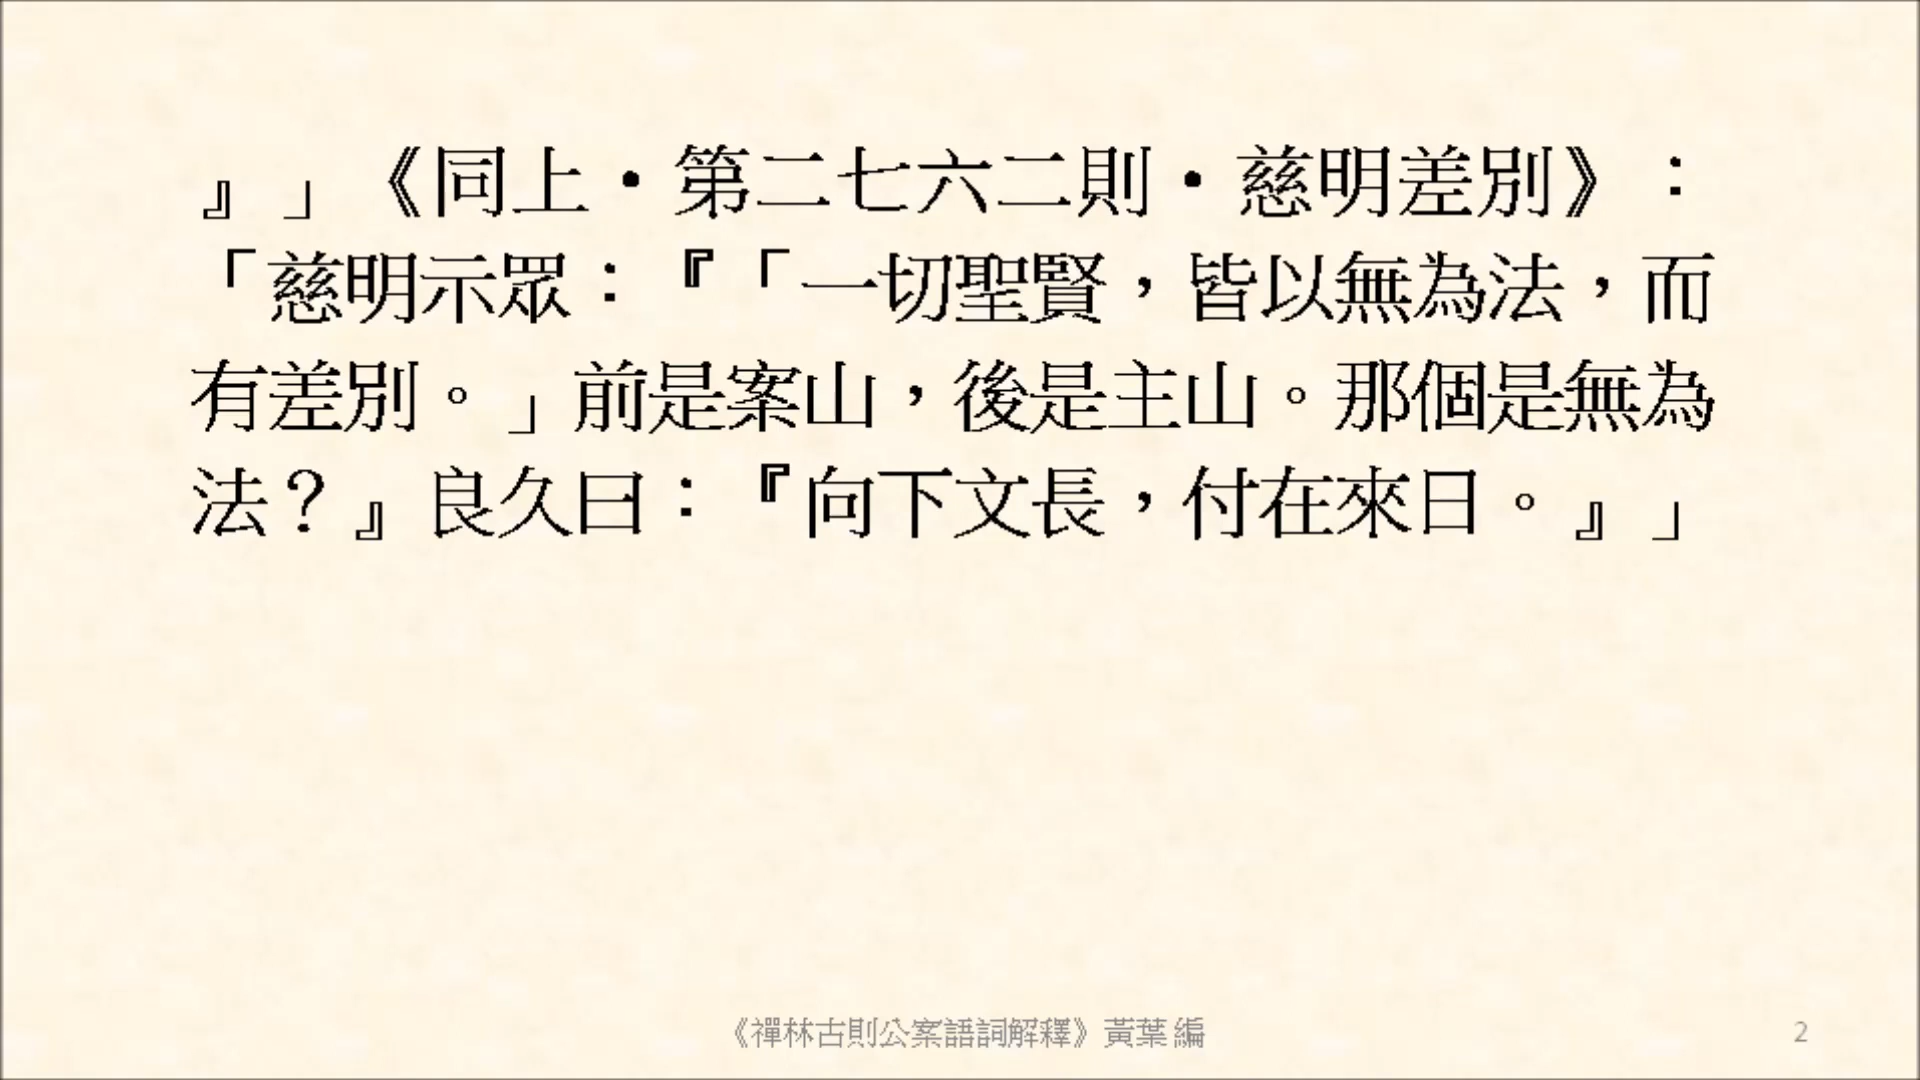 』」《同上‧第二七六二則‧慈明差別》：
「慈明示眾：『「一切聖賢，皆以無為法，而
有差別。」前是案山，後是主山。那個是無為
法？』良久曰：『向下文長，付在來日。』」
《禪林古則公案語詞解釋》黃葉 編
2